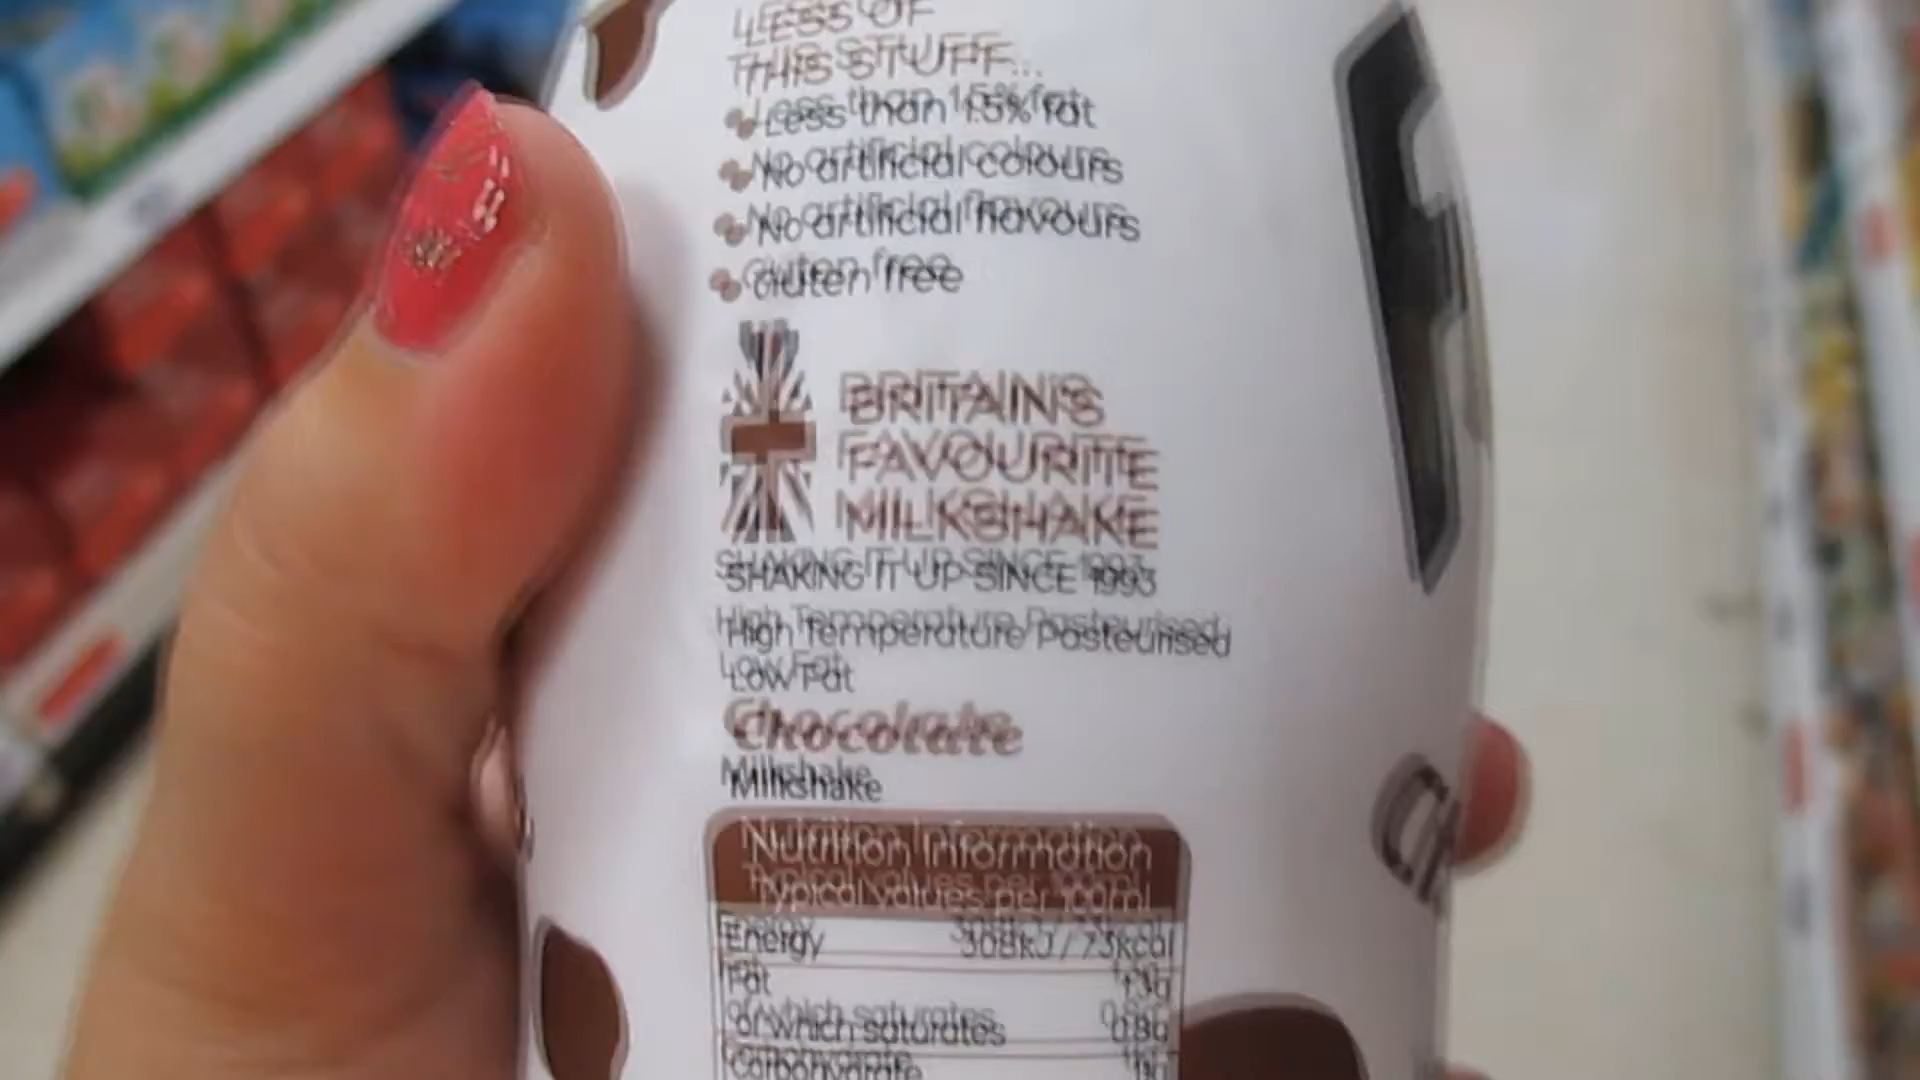 LESS OF
THIS STUFF...
Less than 1.5% fat
No artificial colours
No artificial flavours
Gluten free
BRITAIN'S
FAVOURITE
MILKSHAKE
SHAKING IT UP SINCE 1993
High Temperature Pasteurised
Low Fat
Chocolate
Milkshake
Nutrition Information
Typical values per 100ml
Energy 308kJ / 73kcal
Fat
of which saturates 0.8g
Carbohydrate